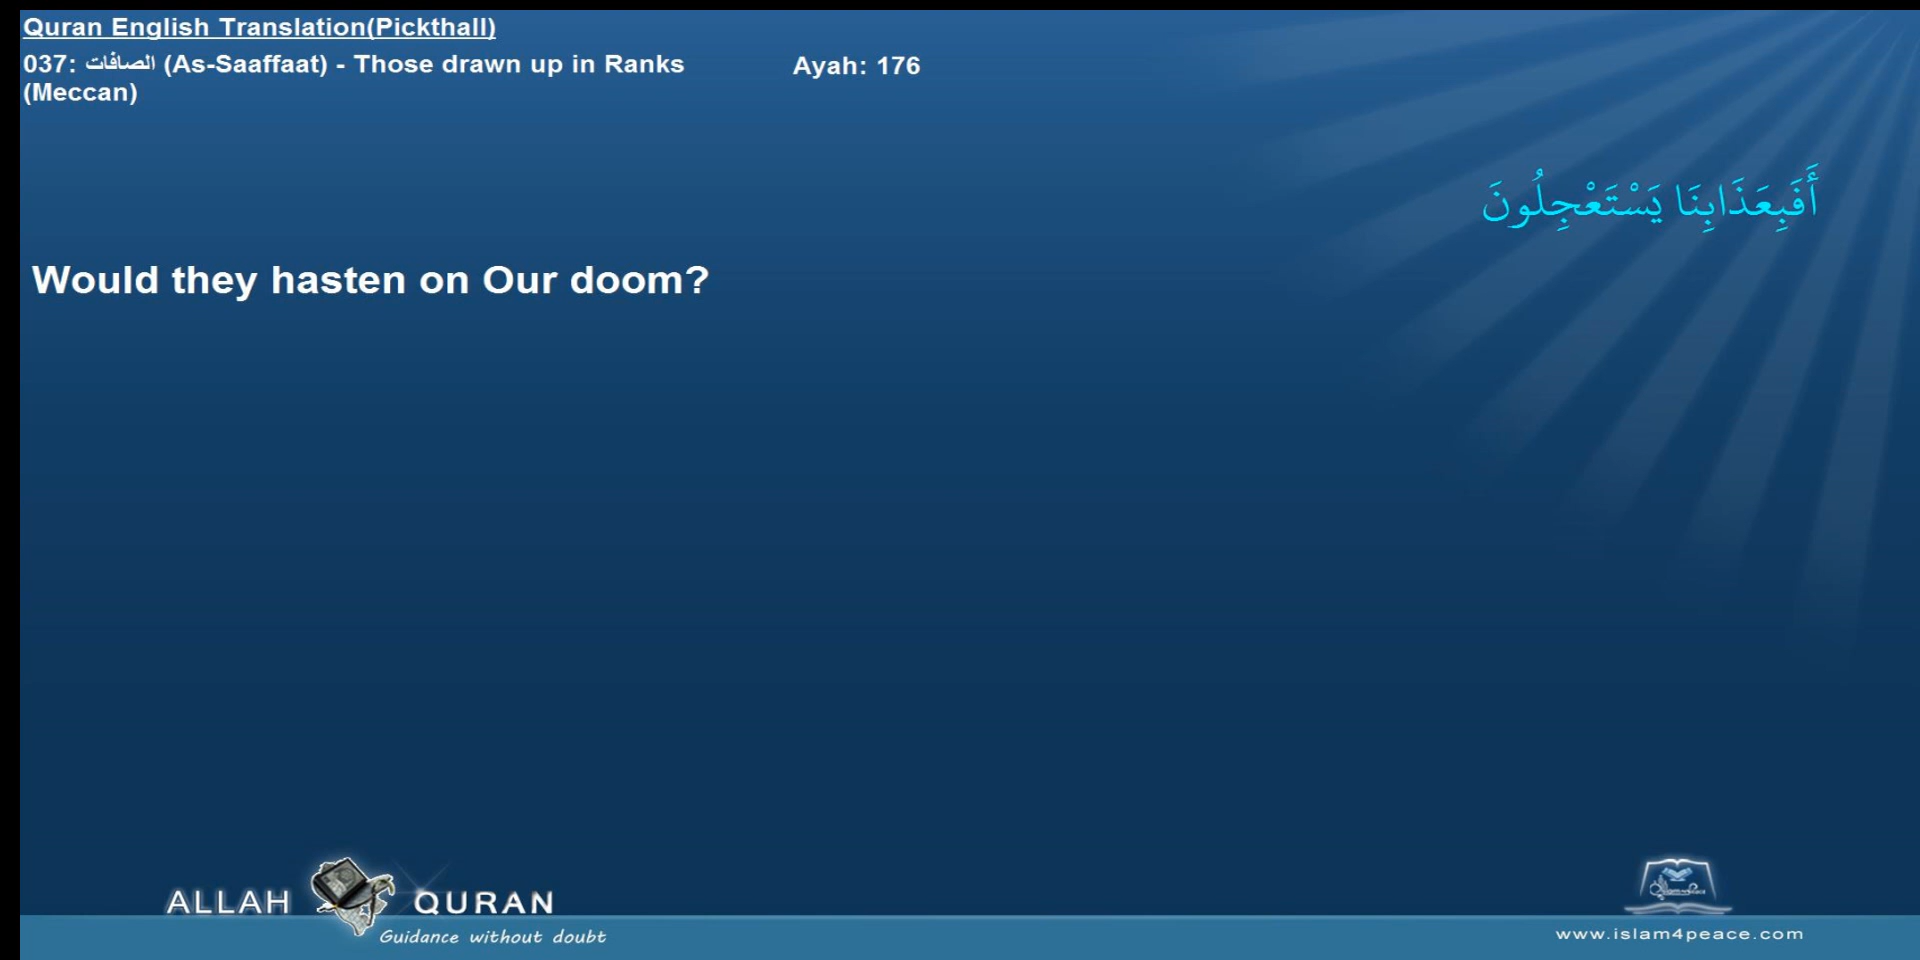 Quran English Translation(Pickthall)
037: الصافات (As-Saaffaat) - Those drawn up in Ranks
(Meccan)
Ayah: 176
أَفَبِعَذَابِنَا يَسْتَعْجِلُونَ
Would they hasten on Our doom?
ALLAH QURAN
Guidance without doubt
www.islam4peace.com